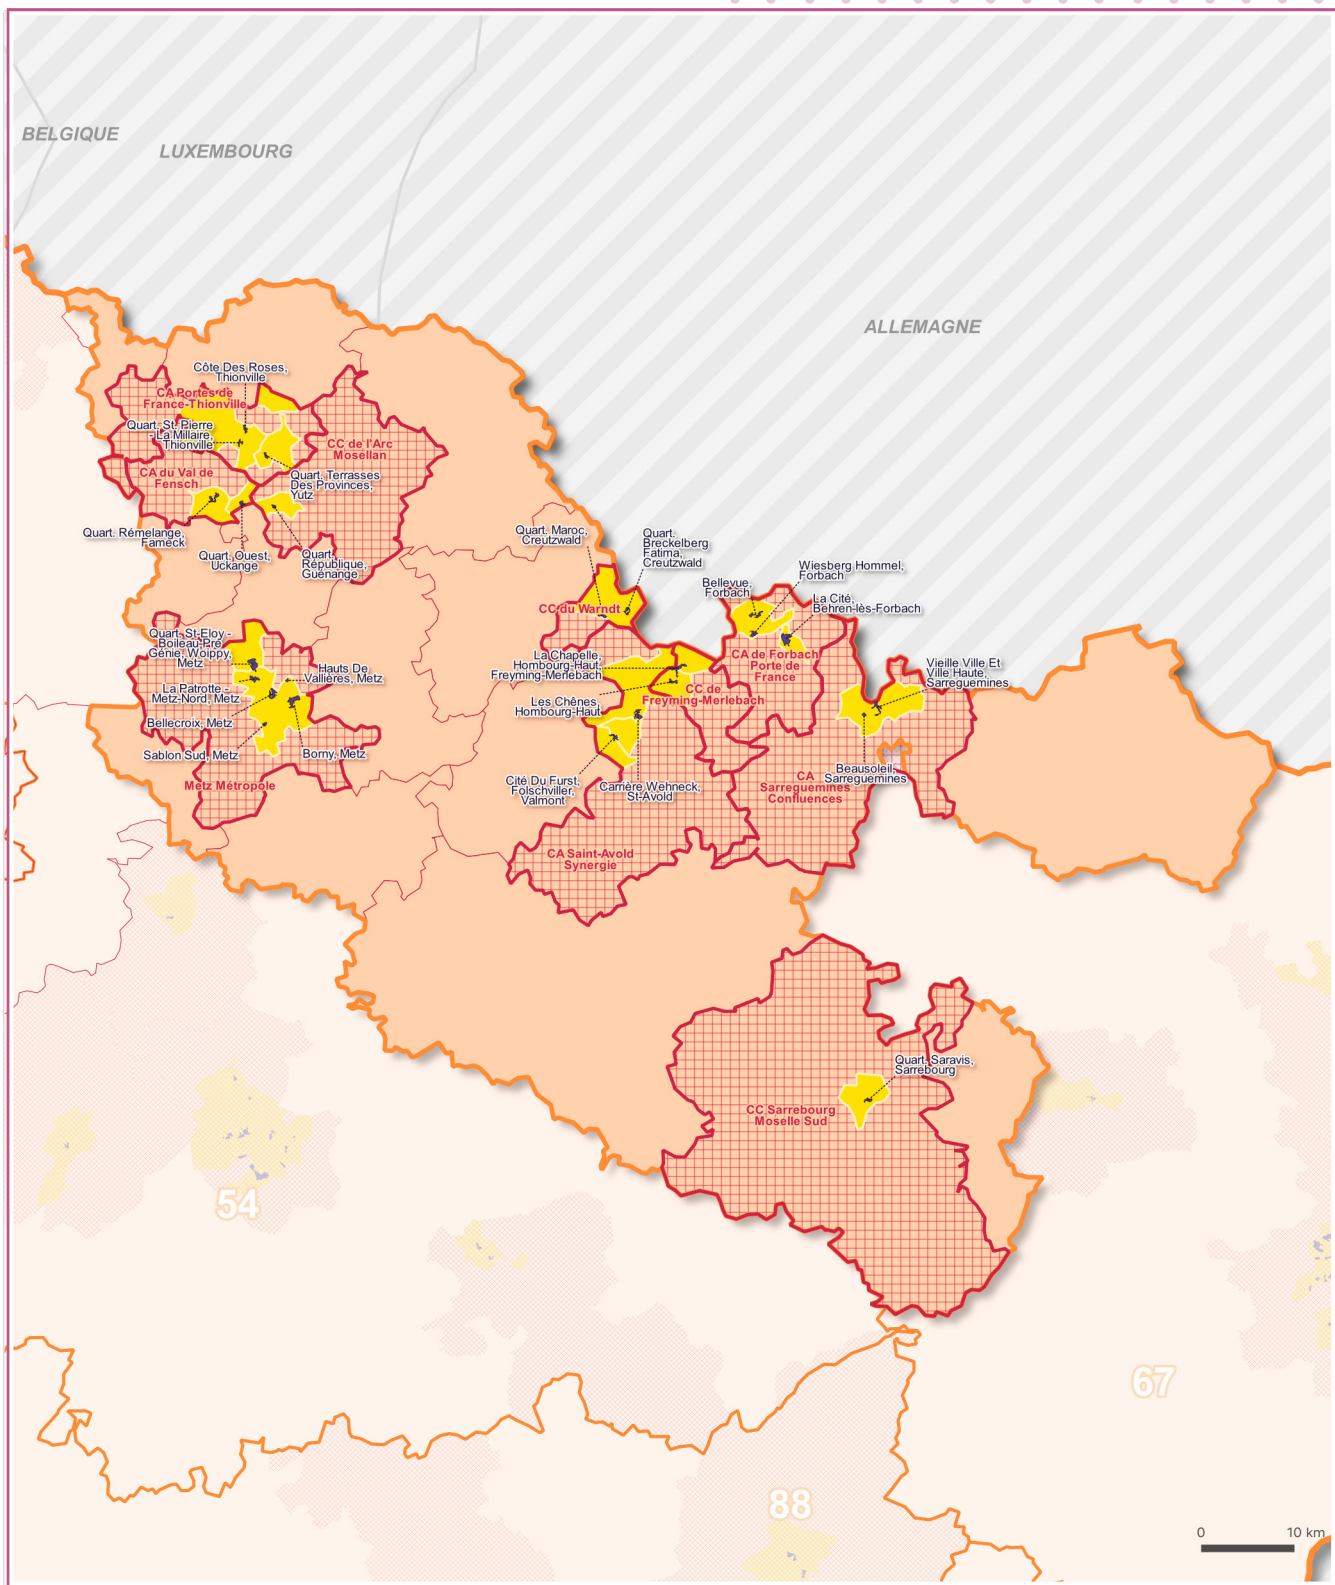 BELGIQUE
LUXEMBOURG
ALLEMAGNE
Côte Des Roses,
Thionville
CA Portes de
France-Thionville
Quart. St. Pierre
- La Millaire,
Thionville
CC de l'Arc
Mosellan
CA du Val de
Fensch
Quart. Terrasses
Des Provinces,
Yutz
Quart. Rémelange,
Fameck
Quart. Ouest,
Uckange
Quart.
République,
Guénange
Quart. Maroc,
Creutzwald
Quart.
Breckelberg
Fatima,
Creutzwald
CC du Warndt
Bellevue,
Forbach
Wiesberg Hommel,
Forbach
La Cité,
Behren-lès-Forbach
Quart. St-Eloy -
Boileau-Pré
Génie, Woippy,
Metz
Hauts De
Vallières, Metz
La Patrotte -
Metz-Nord, Metz
Bellecroix, Metz
Sablon Sud, Metz
Borny, Metz
Metz Métropole
La Chapelle,
Hombourg-Haut,
Freyming-Merlebach
Les Chênes,
Hombourg-Haut
CC de
Freyming-Merlebach
CA de Forbach
Porte de
France
Vieille Ville Et
Ville Haute,
Sarreguemines
Beausoleil,
Sarreguemines
CA
Sarreguemines
Confluences
Cité Du Furst,
Folschviller,
Valmont
Carrière Wehneck,
St-Avold
CA Saint-Avold
Synergie
Quart. Saravis,
Sarrebourg
CC Sarrebourg
Moselle Sud
54
67
88
0 10 km